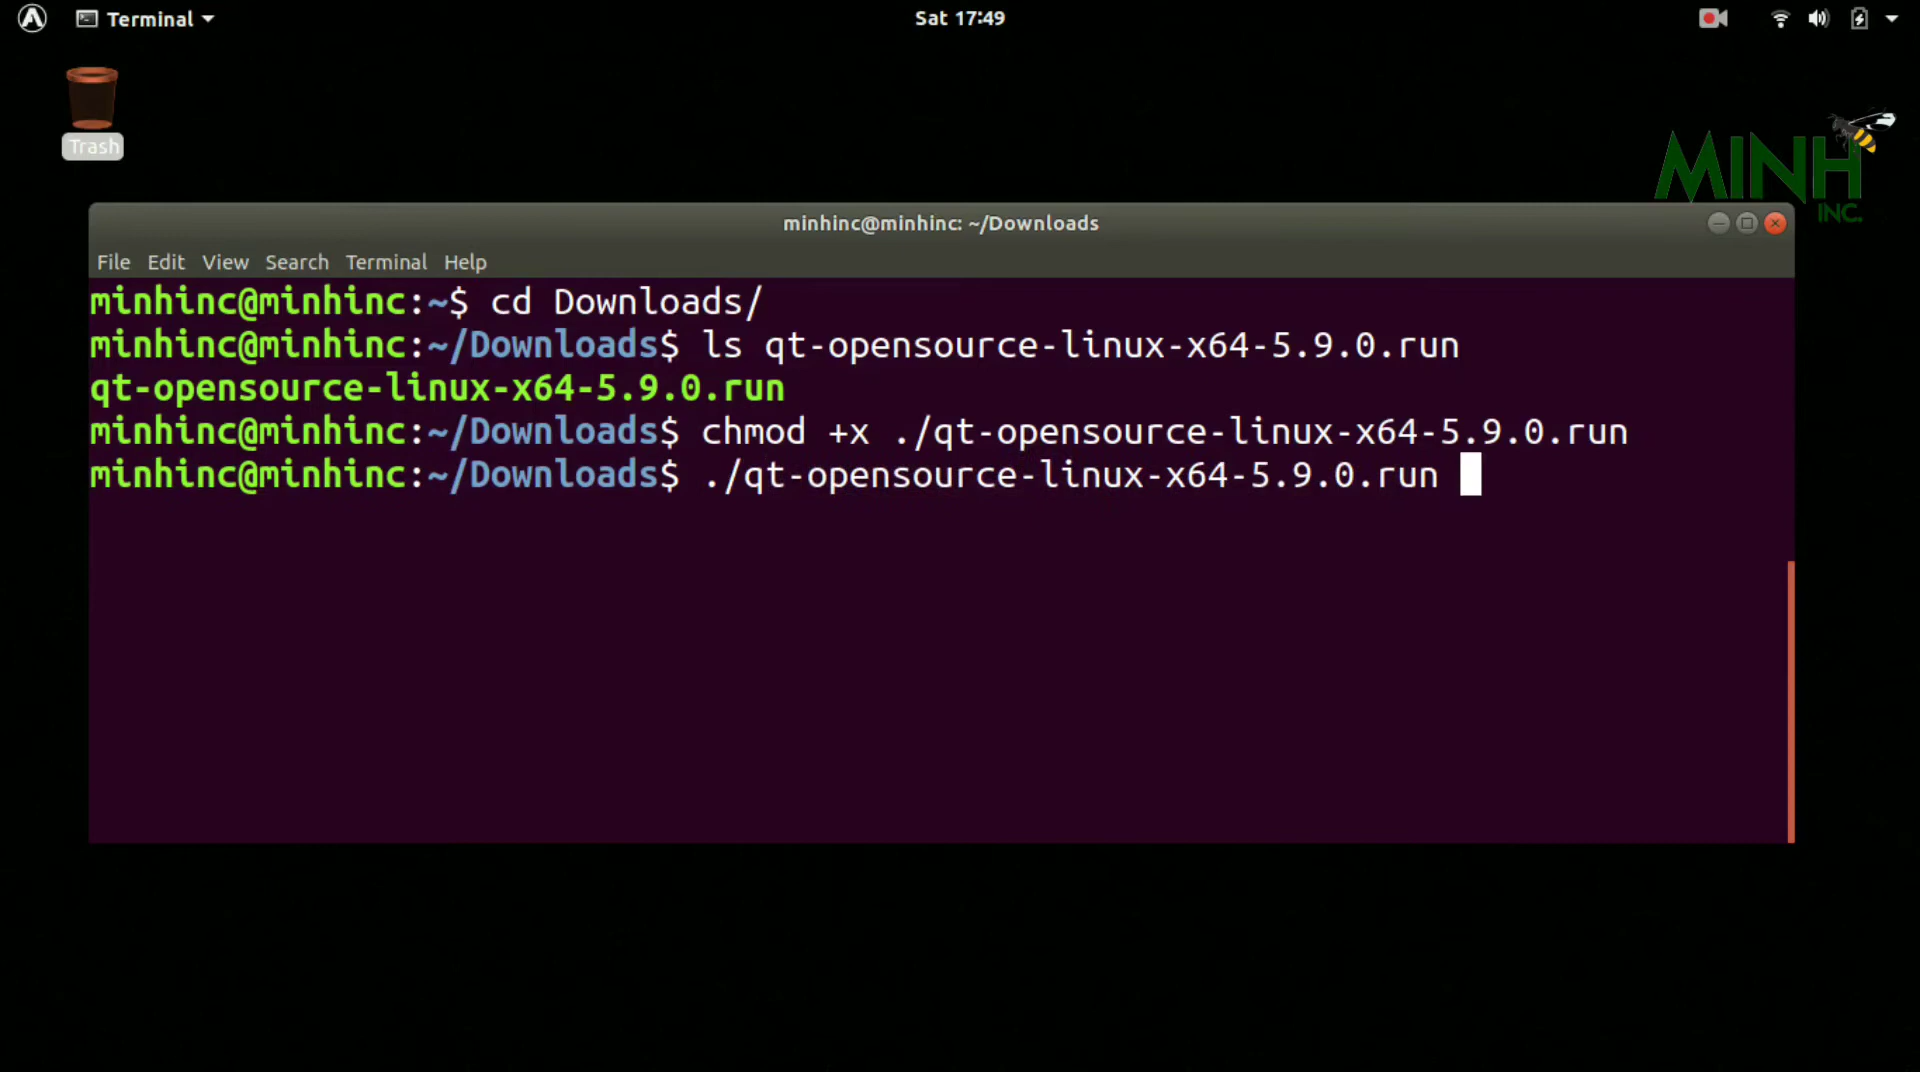 Terminal
Sat 17:49
Trash
MINH
INC.
minhinc@minhinc: ~/Downloads
File Edit View Search Terminal Help
minhinc@minhinc:~$ cd Downloads/
minhinc@minhinc:~/Downloads$ ls qt-opensource-linux-x64-5.9.0.run
qt-opensource-linux-x64-5.9.0.run
minhinc@minhinc:~/Downloads$ chmod +x ./qt-opensource-linux-x64-5.9.0.run
minhinc@minhinc:~/Downloads$ ./qt-opensource-linux-x64-5.9.0.run